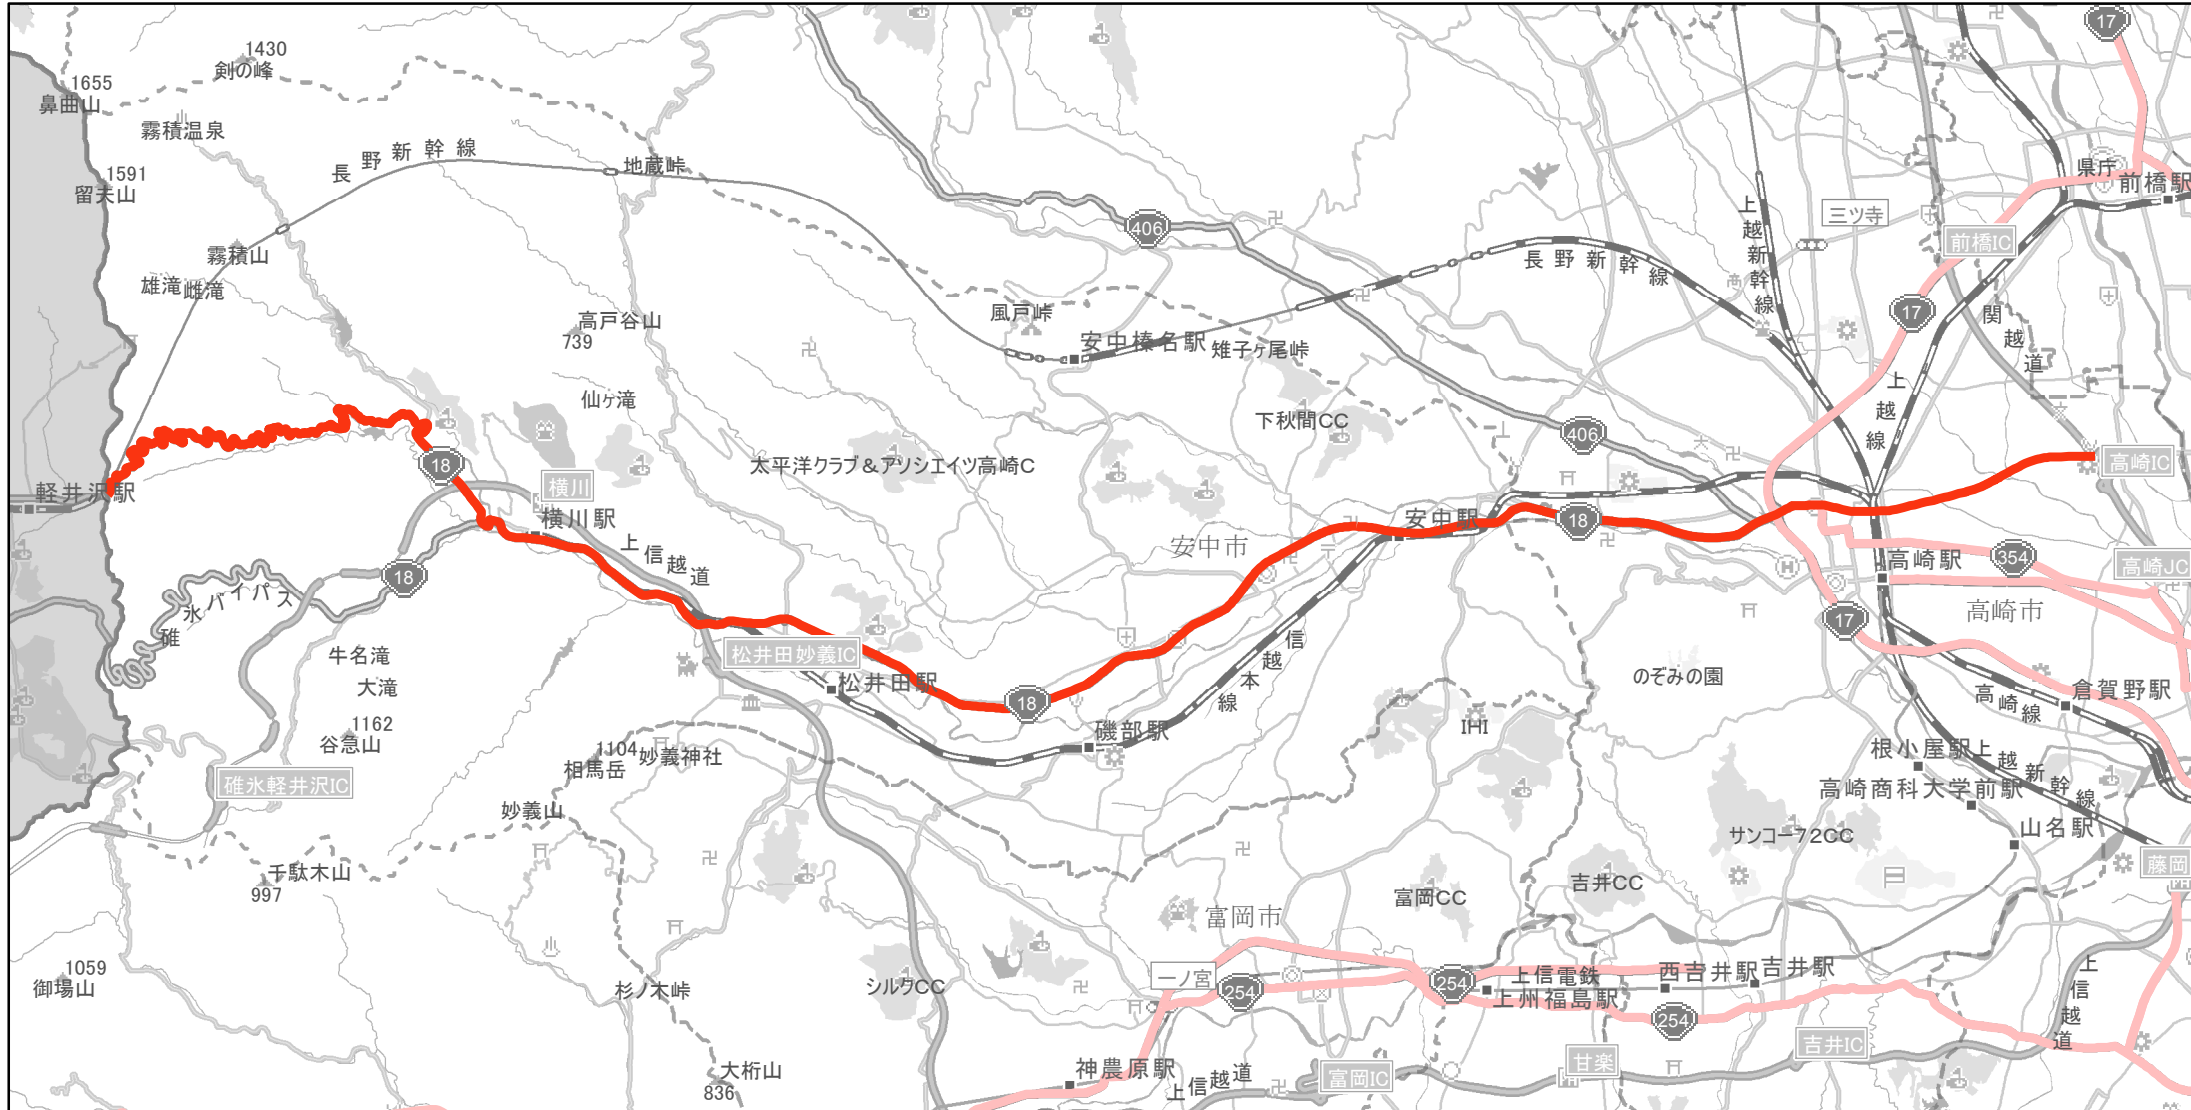 17
1430
剣の峰
1655
鼻曲山
霧積温泉
長野新幹線
地蔵峠
県庁
前橋駅
1591
留夫山
上越新幹線
三ツ寺
406
前橋IC
霧積山
長野新幹線
雄滝雌滝
関越道
17
風戸峠
高戸谷山
739
安中榛名駅
雉子ヶ尾峠
上越線
仙ヶ滝
下秋間CC
406
太平洋クラブ&アソシエイツ高崎C
高崎IC
18
横川
軽井沢駅
横川駅
安中駅
18
安中市
上信越道
354
高崎JC
18
高崎駅
碓氷バイパス
高崎市
17
牛名滝
松井田妙義IC
信越本線
大滝
松井田駅
のぞみの園
18
倉賀野駅
高崎線
1162
谷急山
磯部駅
IHI
1104
相馬岳
妙義神社
根小屋駅
上越新幹線
碓氷軽井沢IC
高崎商科大学前駅
妙義山
サンコー72CC
山名駅
藤岡
千駄木山
997
吉井CC
富岡CC
富岡市
1059
御場山
一ノ宮
杉ノ木峠
シルクCC
254
254
上信電鉄
上州福島駅
西吉井駅
吉井駅
254
上信越道
吉井IC
大桁山
836
神農原駅
上信越道
富岡IC
甘楽